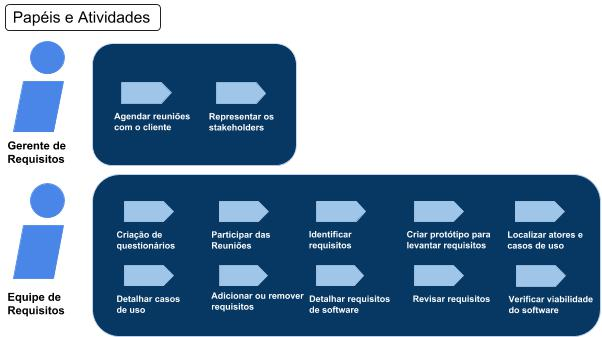 Papéis e Atividades
Agendar reuniões
com o cliente
Representar os
stakeholders
Gerente de
Requisitos
Criação de
questionários
Participar das
Reuniões
Identificar
requisitos
Criar protótipo para
levantar requisitos
Localizar atores e
casos de uso
Detalhar casos
de uso
Adicionar ou remover
requisitos
Detalhar requisitos
de software
Revisar requisitos
Verificar viabilidade
do software
Equipe de
Requisitos